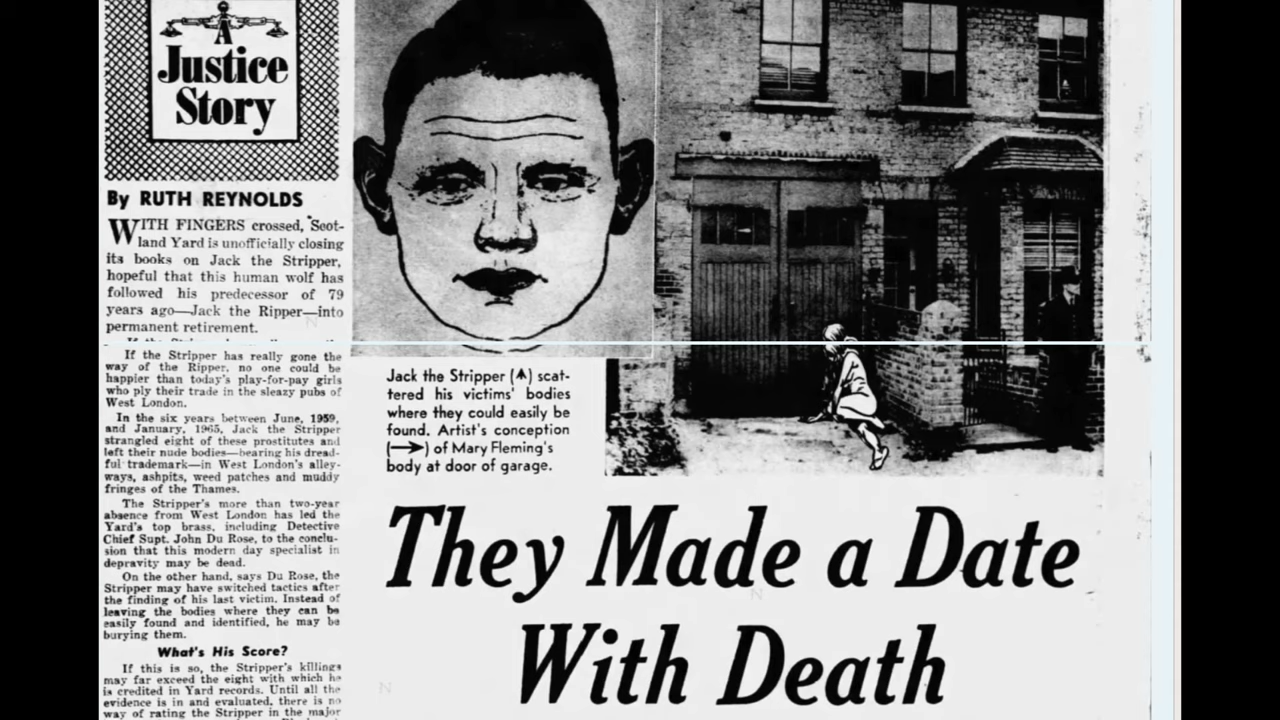 A
Justice
Story
By RUTH REYNOLDS
WITH FINGERS crossed, Scot-
land Yard is unofficially closing
its books on Jack the Stripper,
hopeful that this human wolf has
followed his predecessor of 79
years ago—Jack the Ripper—into
permanent retirement.
If the Stripper has really gone the
way of the Ripper, no one could be
happier than today's play-for-pay girls
who ply their trade in the sleazy pubs of
West London.
In the six years between June, 1959,
and January, 1965, Jack the Stripper
strangled eight of these prostitutes and
left their nude bodies—bearing his dread-
ful trademark—in West London's alley-
ways, ashpits, weed patches and muddy
fringes of the Thames.
The Stripper's more than two-year
absence from West London has led the
Yard's top brass, including Detective
Chief Supt. John Du Rose, to the conclu-
sion that this modern day specialist in
depravity may be dead.
On the other hand, says Du Rose, the
Stripper may have switched tactics after
the finding of his last victim. Instead of
leaving the bodies where they can be
easily found and identified, he may be
burying them.
What's His Score?
If this is so, the Stripper's killings
may far exceed the eight with which he
is credited in Yard records. Until all the
evidence is in and evaluated, there is no
way of rating the Stripper in the major
Jack the Stripper (↑) scat-
tered his victims' bodies
where they could easily be
found. Artist's conception
(→) of Mary Fleming's
body at door of garage.
They Made a Date
With Death